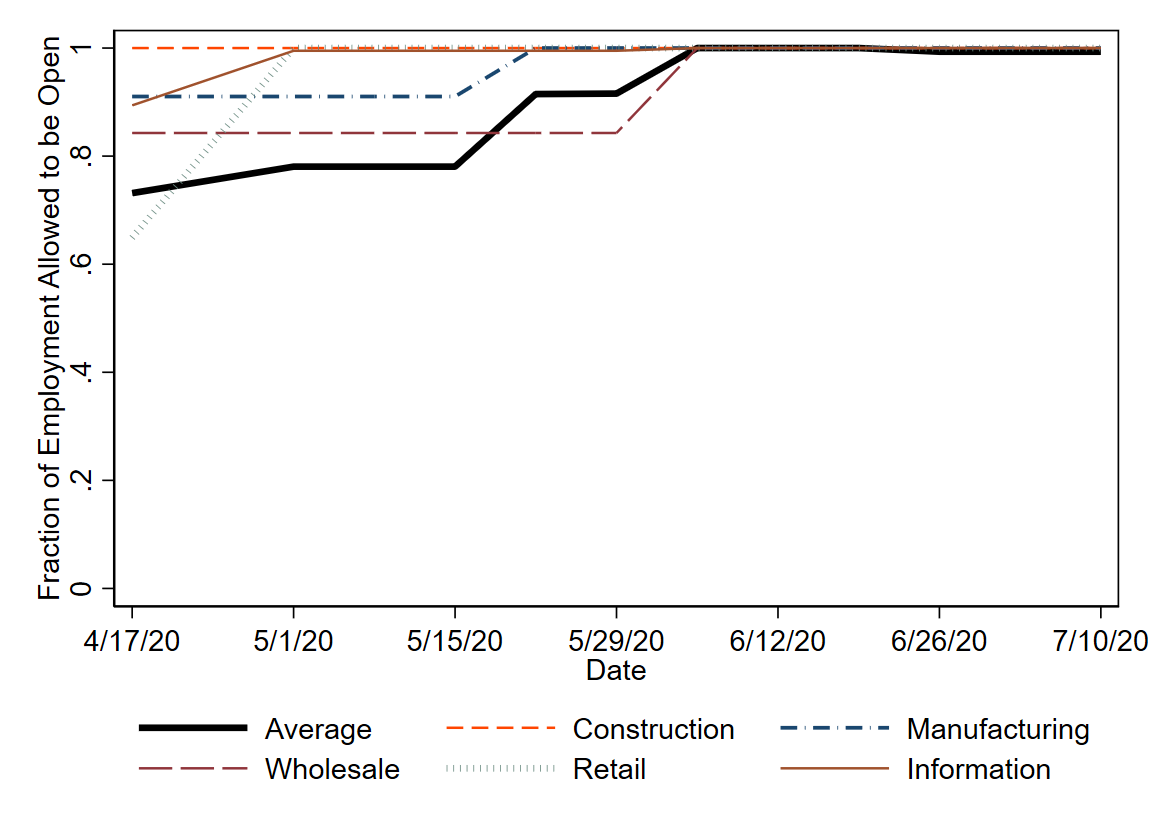 Fraction of Employment Allowed to be Open
1
.8
.6
.4
.2
0
4/17/20 5/1/20 5/15/20 5/29/20 6/12/20 6/26/20 7/10/20
Date
Average Construction Manufacturing
Wholesale Retail Information